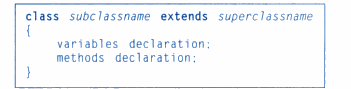 class subclassname extends superclassname
{
variables declaration;
methods declaration;
}